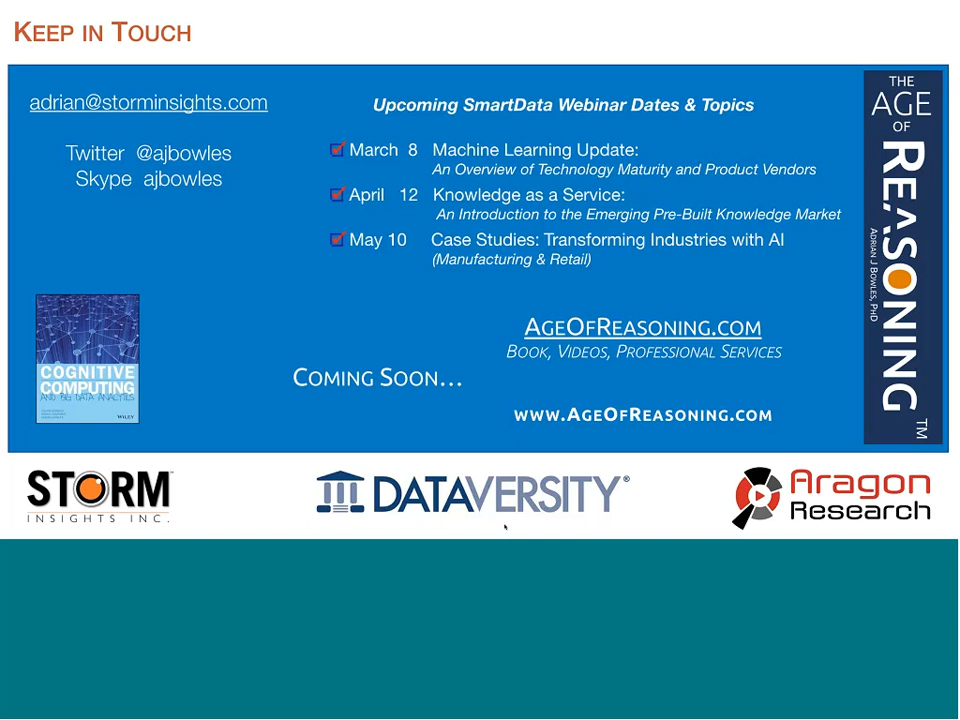 KEEP IN TOUCH
adrian@storminsights.com
Twitter @ajbowles
Skype ajbowles
Upcoming SmartData Webinar Dates & Topics
March 8 Machine Learning Update:
An Overview of Technology Maturity and Product Vendors
April 12 Knowledge as a Service:
An Introduction to the Emerging Pre-Built Knowledge Market
May 10 Case Studies: Transforming Industries with AI
(Manufacturing & Retail)
AGEOFREASONING.COM
BOOK, VIDEOS, PROFESSIONAL SERVICES
COMING SOON...
WWW.AGEOFREASONING.COM
COGNITIVE
COMPUTING
AND BIG DATA ANALYTICS
WILEY
THE
AGE
OF
REASONING
TM
ADRIAN J BOWLES, PHD
STORM
INSIGHTS INC.
DATAVERSITY®
Aragon
Research